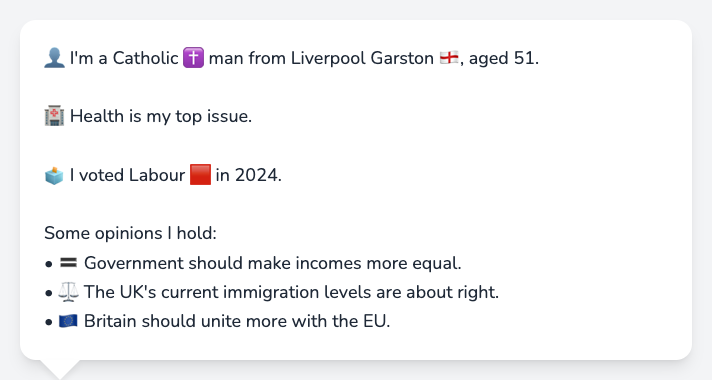 👤 I'm a Catholic ✝️ man from Liverpool Garston 🏴󠁧󠁢󠁥󠁮󠁧󠁿, aged 51.
🏥 Health is my top issue.
🗳️ I voted Labour 🟥 in 2024.
Some opinions I hold:
• 🟰 Government should make incomes more equal.
• ⚖️ The UK's current immigration levels are about right.
• 🇪🇺 Britain should unite more with the EU.